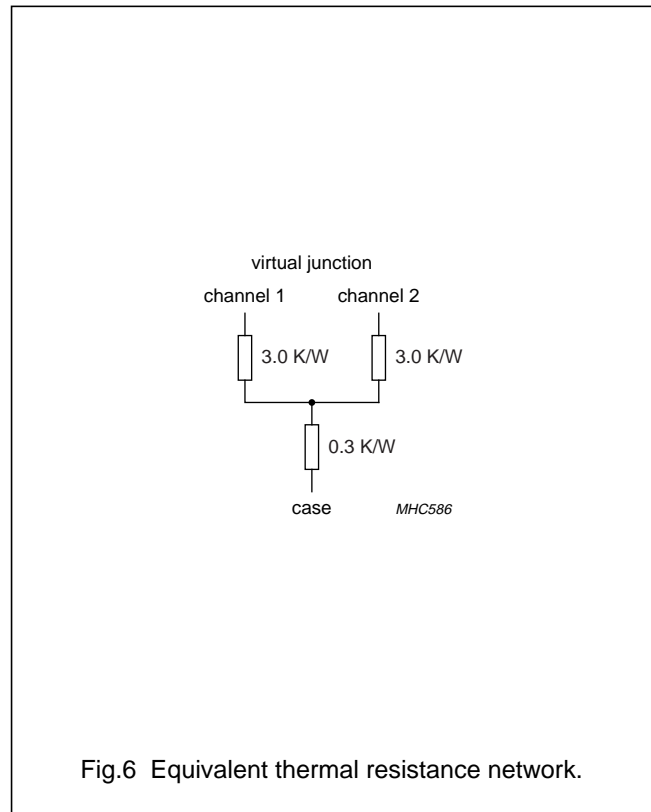 virtual junction
channel 1 channel 2
3.0 K/W 3.0 K/W
0.3 K/W
case MHC586
Fig.6 Equivalent thermal resistance network.